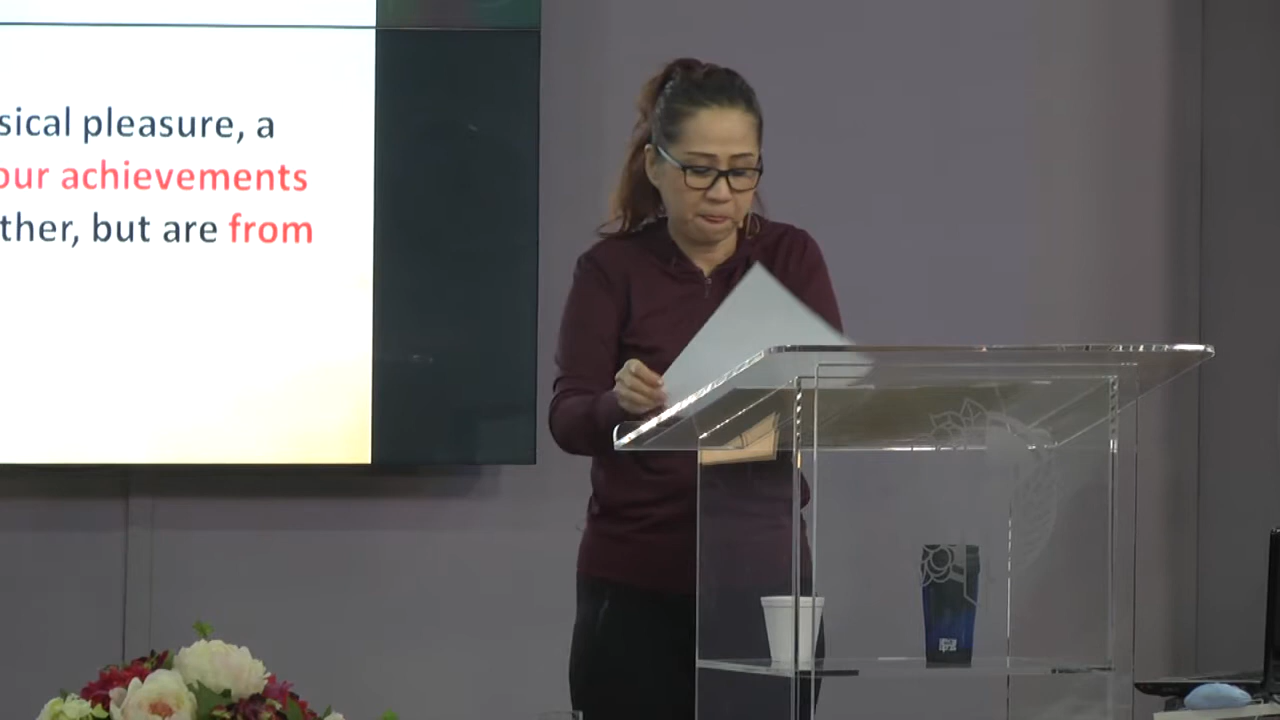 sical pleasure, a
our achievements
ther, but are from